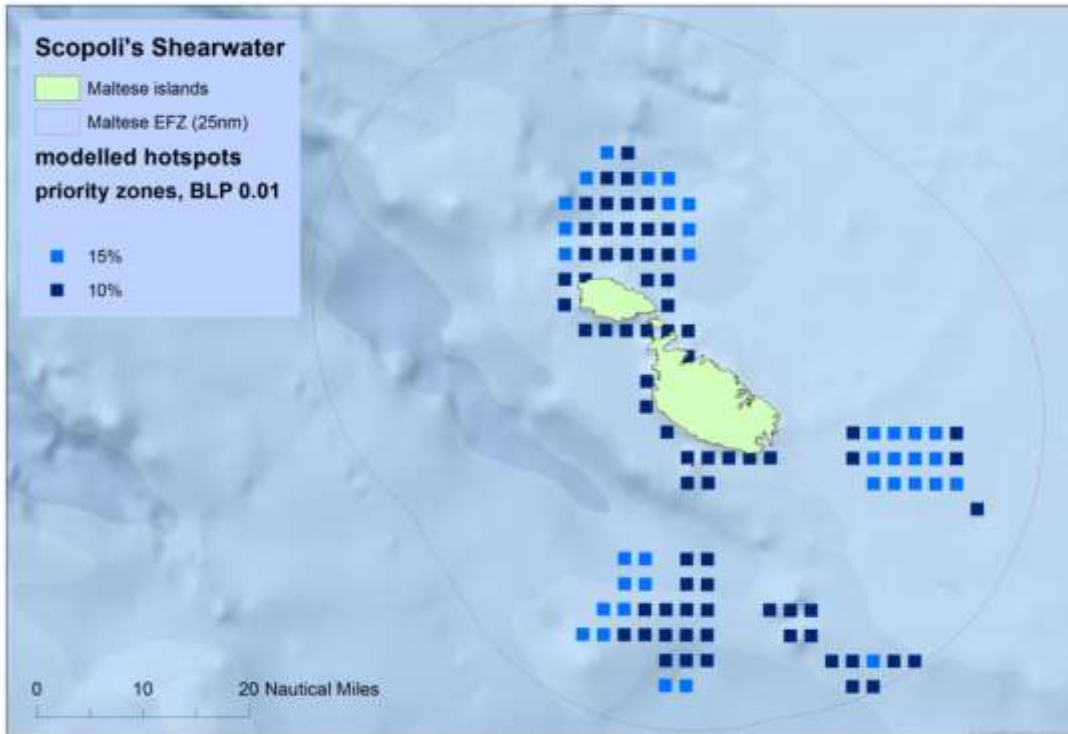 Scopoli's Shearwater
Maltese islands
Maltese EFZ (25nm)
modelled hotspots
priority zones, BLP 0.01
15%
10%
0 10 20 Nautical Miles